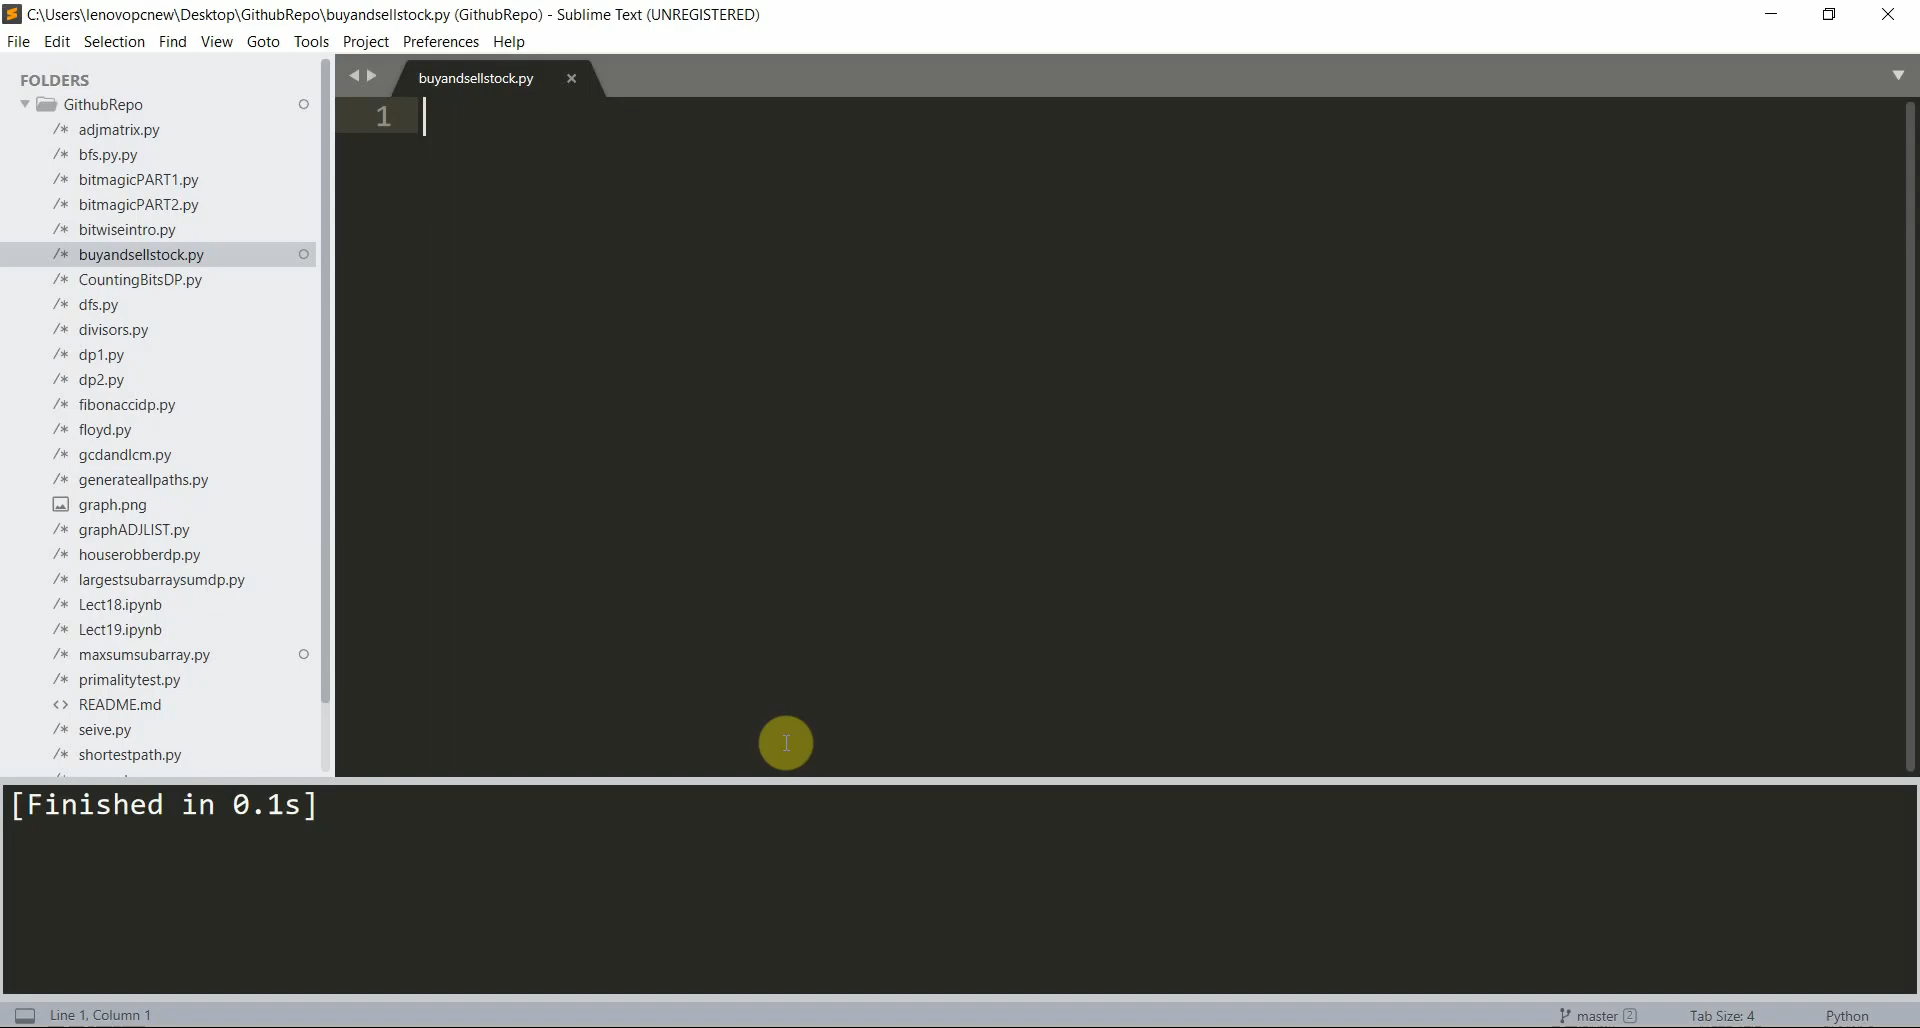 C:\Users\lenovopcnew\Desktop\GithubRepo\buyandsellstock.py (GithubRepo) - Sublime Text (UNREGISTERED)
File Edit Selection Find View Goto Tools Project Preferences Help
FOLDERS
GithubRepo
adjmatrix.py
bfs.py.py
bitmagicPART1.py
bitmagicPART2.py
bitwiseintro.py
buyandsellstock.py
CountingBitsDP.py
dfs.py
divisors.py
dp1.py
dp2.py
fibonaccidp.py
floyd.py
gcdandlcm.py
generateallpaths.py
graph.png
graphADJLIST.py
houserobberdp.py
largestsubarraysumdp.py
Lect18.ipynb
Lect19.ipynb
maxsumsubarray.py
primalitytest.py
README.md
seive.py
shortestpath.py
buyandsellstock.py
1
[Finished in 0.1s]
Line 1, Column 1
master 2
Tab Size: 4
Python